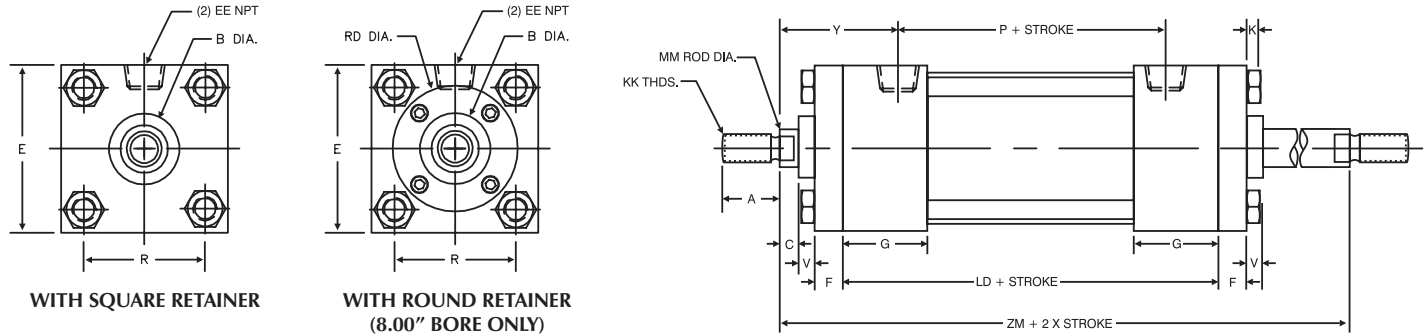 (2) EE NPT
B DIA.
E
R
WITH SQUARE RETAINER
(2) EE NPT
RD DIA.
B DIA.
E
R
WITH ROUND RETAINER
(8.00” BORE ONLY)
Y
P + STROKE
K
MM ROD DIA.
KK THDS.
A
C
G
G
V
V
F
LD + STROKE
F
ZM + 2 X STROKE